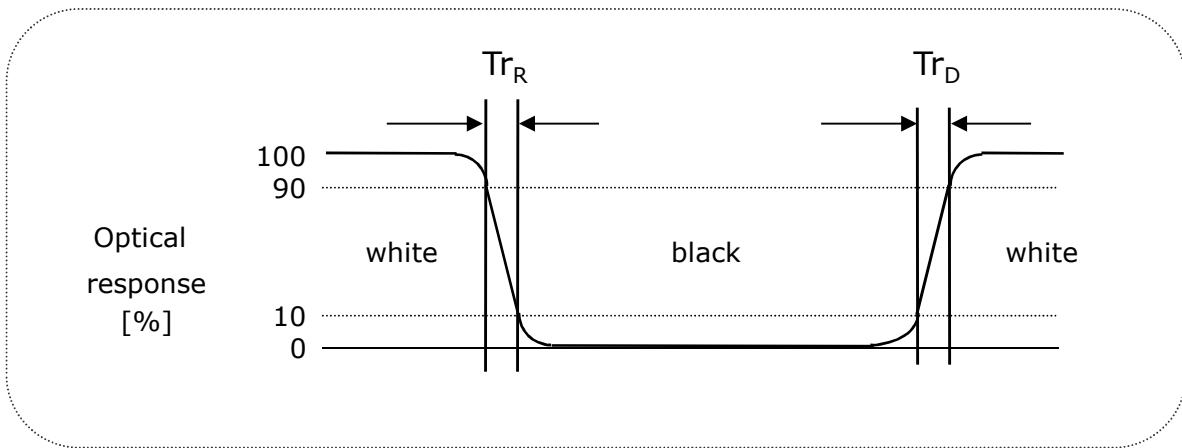 Tr_R
Tr_D
100
90
Optical
response
[%]
white
black
white
10
0